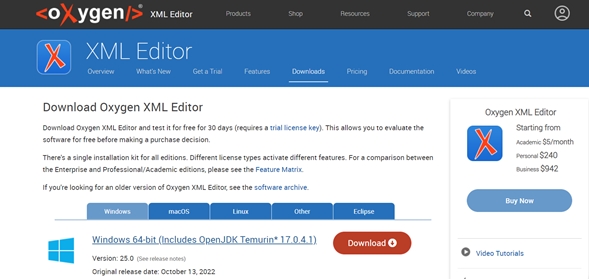 <oXygen/>® XML Editor Products Shop Resources Support Company
XML Editor
Overview What's New Get a Trial Features Downloads Pricing Documentation Videos
Download Oxygen XML Editor
Download Oxygen XML Editor and test it for free for 30 days (requires a trial license key). This allows you to evaluate the
software for free before making a purchase decision.
There's a single installation kit for all editions. Different license types activate different features. For a comparison between
the Enterprise and Professional/Academic editions, please see the Feature Matrix.
If you're looking for an older version of Oxygen XML Editor, see the software archive.
Windows macOS Linux Other Eclipse
Windows 64-bit (Includes OpenJDK Temurin* 17.0.4.1)
Download
Version: 25.0 (See release notes)
Original release date: October 13, 2022
Oxygen XML Editor
Starting from
Academic $5/month
Personal $240
Business $942
Buy Now
Video Tutorials